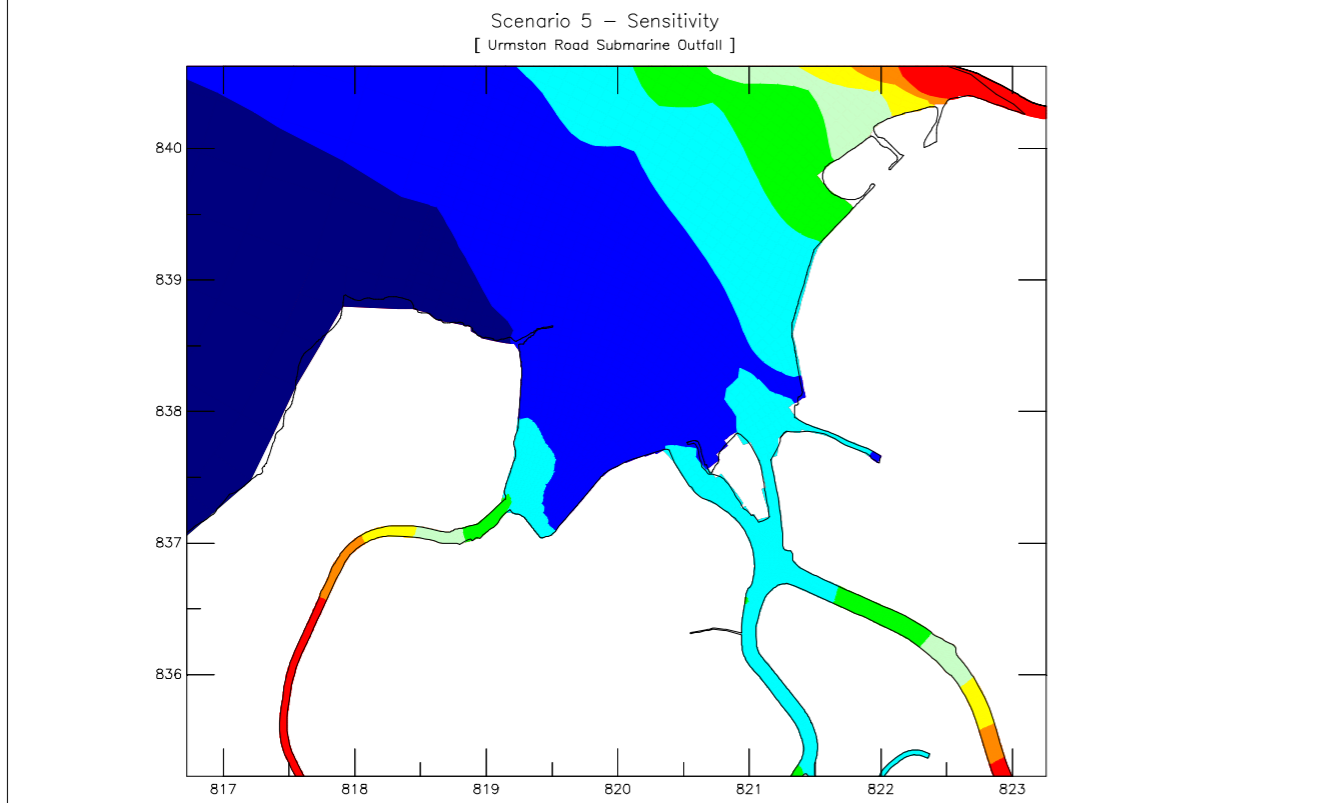 Scenario 5 – Sensitivity
[ Urmston Road Submarine Outfall ]
840
839
838
837
836
817 818 819 820 821 822 823